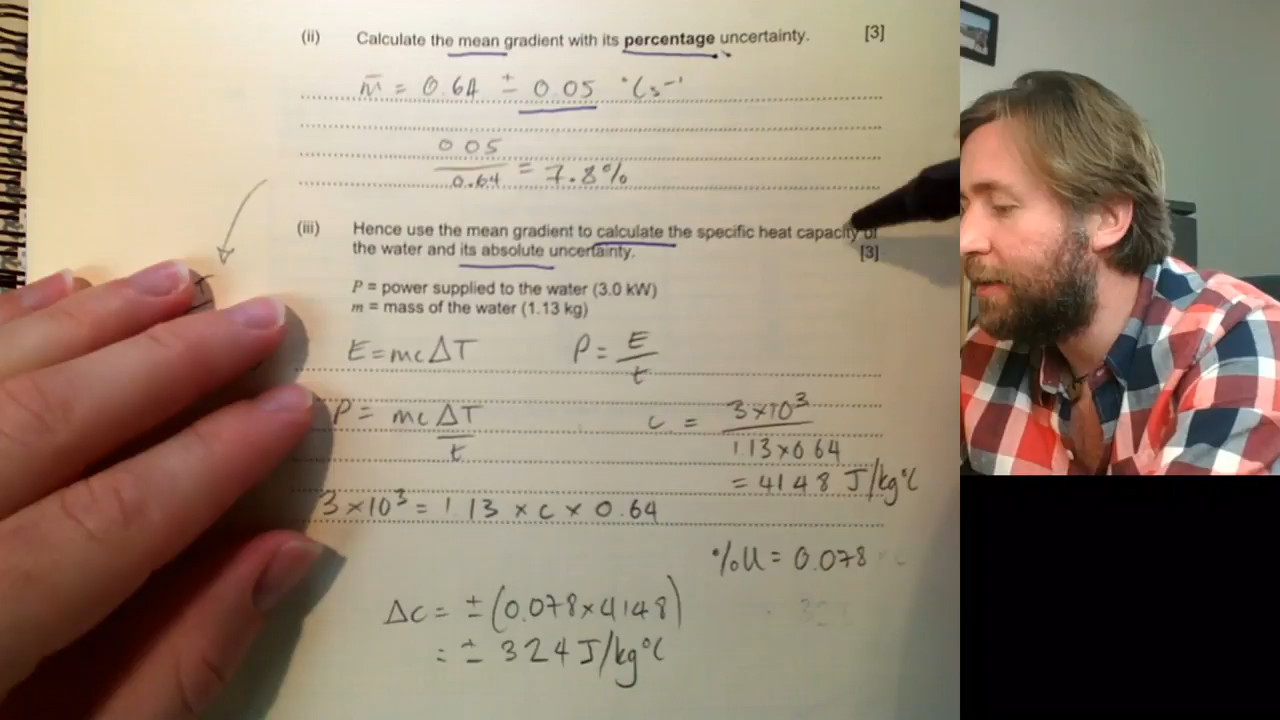 (ii) Calculate the mean gradient with its percentage uncertainty. [3]
m̄ = 0.64 ± 0.05 °Cs⁻¹
0.05
0.64
= 7.8%
(iii) Hence use the mean gradient to calculate the specific heat capacity of
the water and its absolute uncertainty. [3]
P = power supplied to the water (3.0 kW)
m = mass of the water (1.13 kg)
E = mcΔT P = E
t
P = mcΔT
t
c = 3×10³
1.13×0.64
= 4148 J/kg°C
3×10³ = 1.13 × c × 0.64
%U = 0.078
Δc = ±(0.078×4148)
= ± 324 J/kg°C